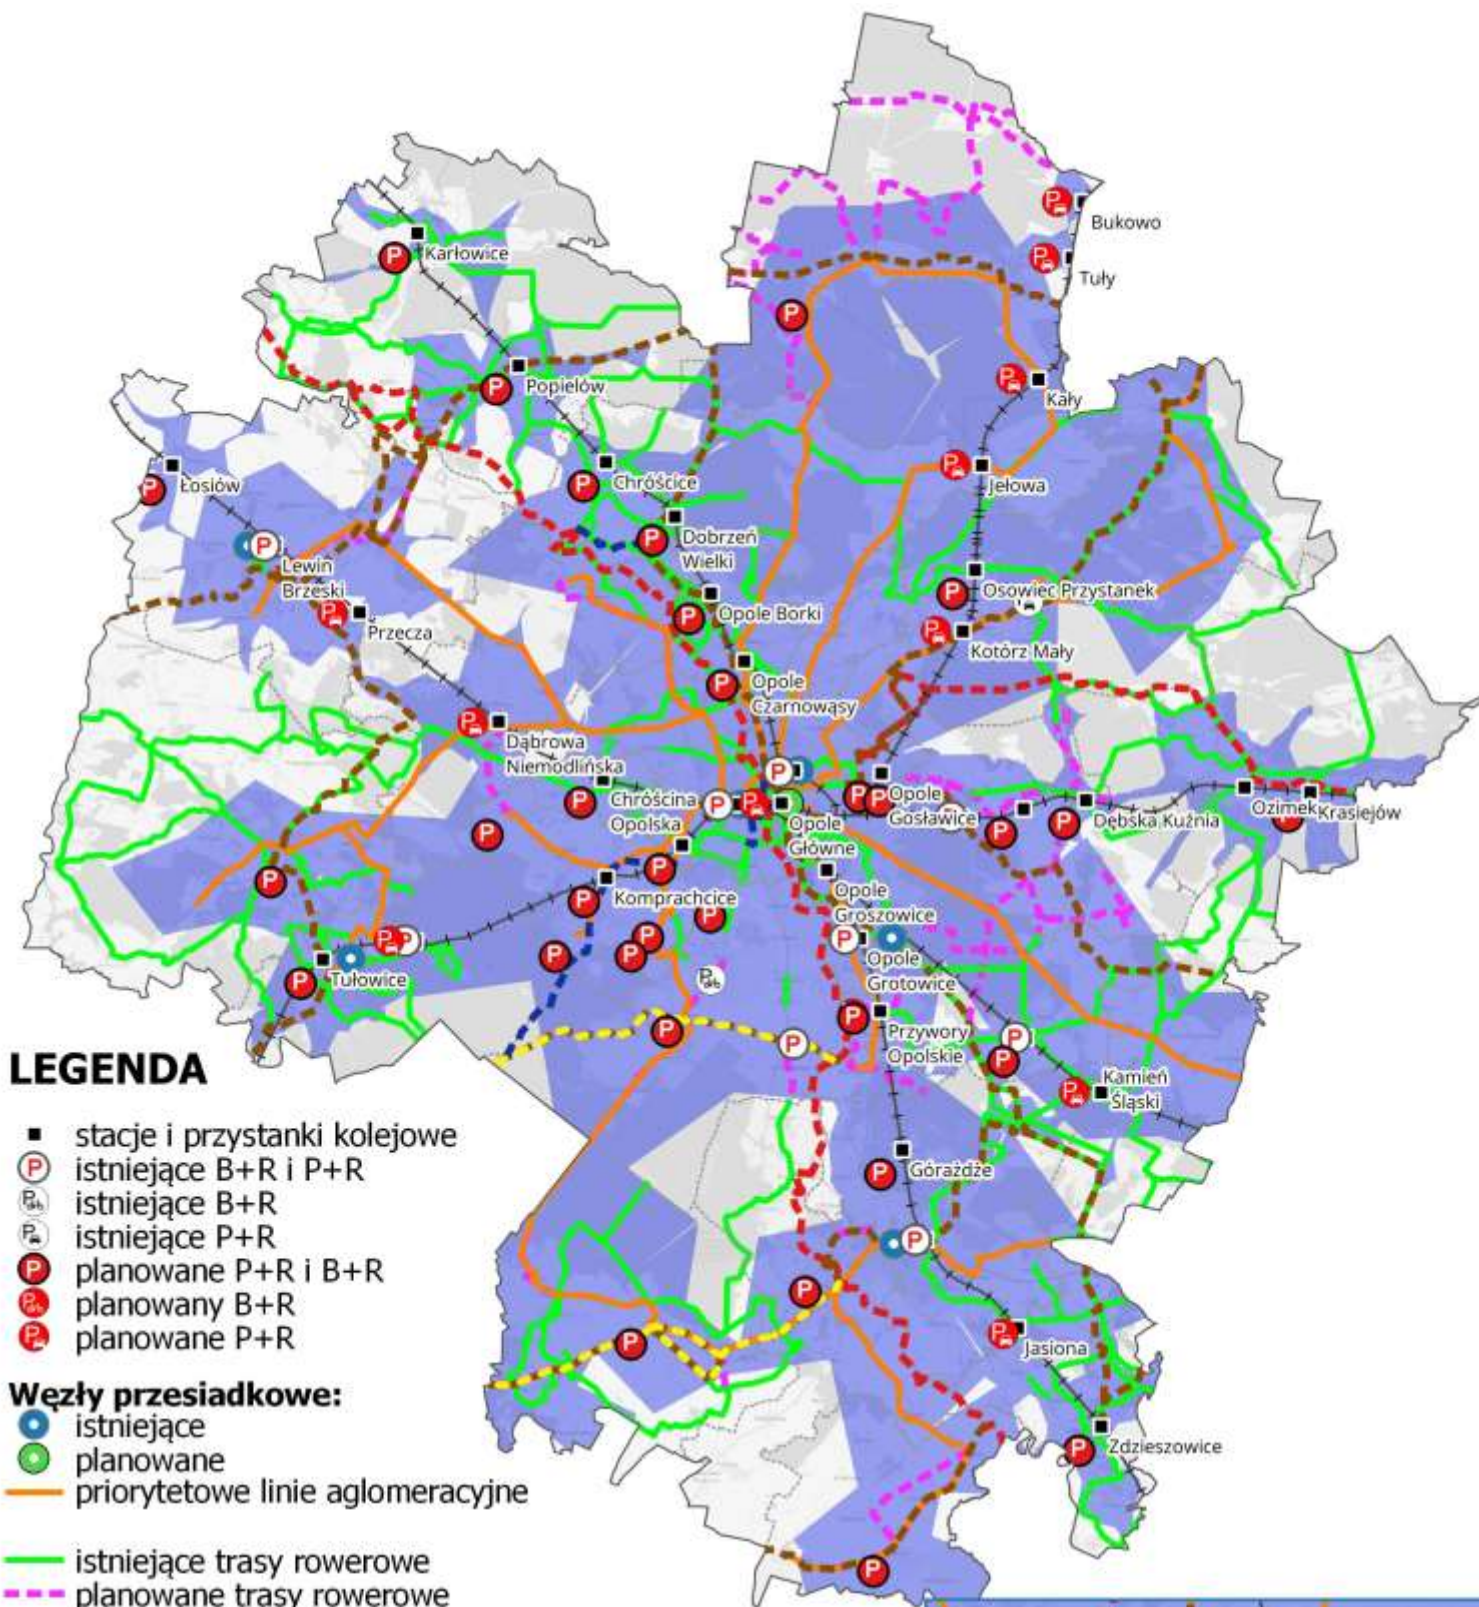 Bukowo
Tuły
Karłowice
Popielów
Kały
Łosiów
Chróścice
Jełowa
Dobrzeń
Wielki
Lewin
Brzeski
Osowiec Przystanek
Opole Borki
Przecza
Kotórz Mały
Opole
Czarnowąsy
Dąbrowa
Niemodlińska
Chróścina
Opolska
Opole
Gosławice
Opole
Główne
Dębska Kuźnia
Ozimek
Krasiejów
Komprachcice
Opole
Groszowice
Tułowice
Opole
Grotowice
Przywory
Opolskie
Kamień
Śląski
Górażdże
Jasiona
Zdzieszowice
LEGENDA
stacje i przystanki kolejowe
P istniejące B+R i P+R
P istniejące B+R
P istniejące P+R
P planowane P+R i B+R
P planowany B+R
P planowane P+R
Węzły przesiadkowe:
istniejące
planowane
priorytetowe linie aglomeracyjne
istniejące trasy rowerowe
planowane trasy rowerowe